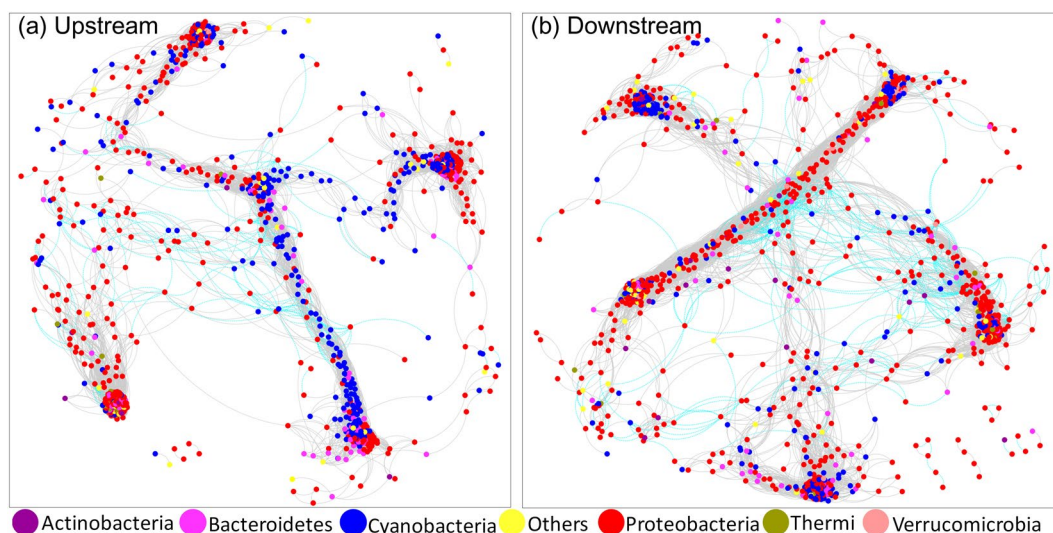 (a) Upstream
(b) Downstream
Actinobacteria Bacteroidetes Cyanobacteria Others Proteobacteria Thermi Verrucomicrobia